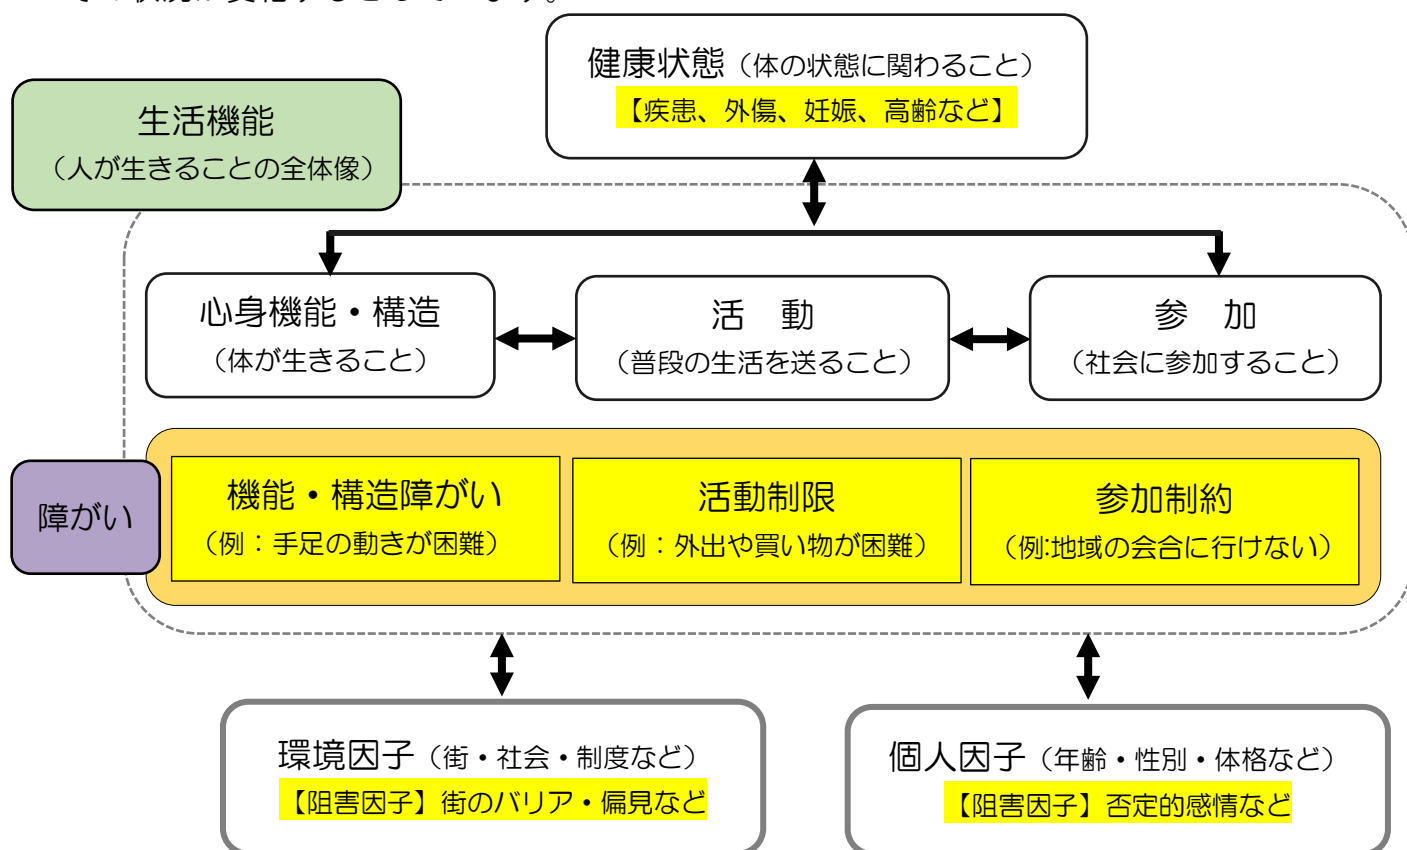 健康状態（体の状態に関わること）
【疾患、外傷、妊娠、高齢など】
生活機能
（人が生きることの全体像）
心身機能・構造
（体が生きること）
活　動
（普段の生活を送ること）
参　加
（社会に参加すること）
障がい
機能・構造障がい
（例：手足の動きが困難）
活動制限
（例：外出や買い物が困難）
参加制約
（例:地域の会合に行けない）
環境因子（街・社会・制度など）
【阻害因子】街のバリア・偏見など
個人因子（年齢・性別・体格など）
【阻害因子】否定的感情など